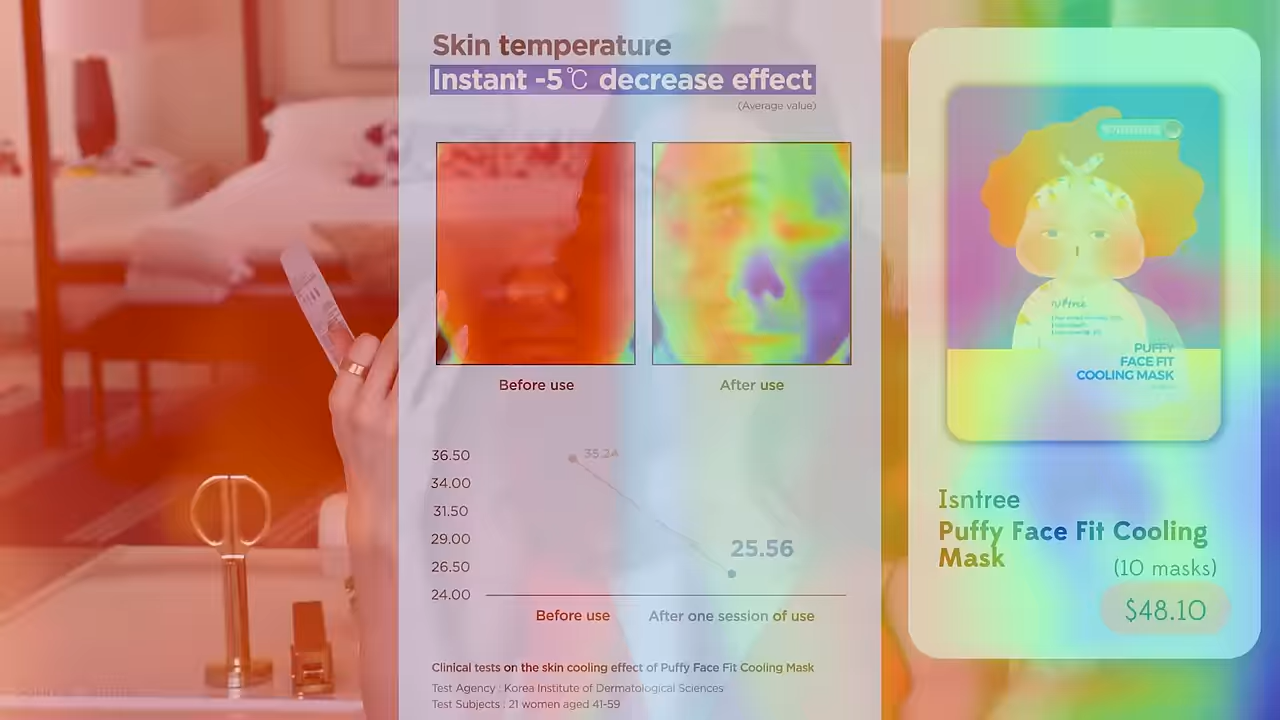 Skin temperature
Instant -5℃ decrease effect
(Average value)
Before use
After use
36.50
34.00
31.50
29.00
26.50
24.00
35.24
25.56
Before use
After one session of use
Clinical tests on the skin cooling effect of Puffy Face Fit Cooling Mask
Test Agency : Korea Institute of Dermatological Sciences
Test Subjects : 21 women aged 41-59
PUFFY
FACE FIT
COOLING MASK
Isntree
Puffy Face Fit Cooling
Mask
(10 masks)
$48.10